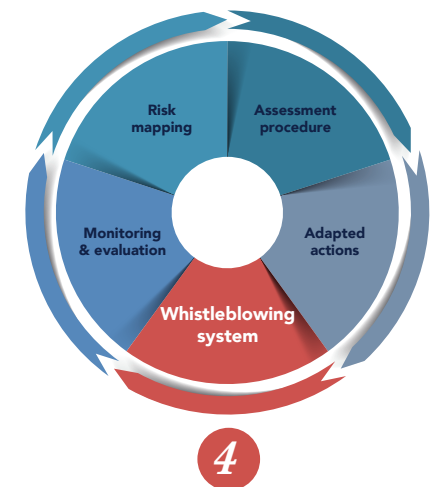 Risk
mapping
Assessment
procedure
Monitoring
& evaluation
Adapted
actions
Whistleblowing
system
4